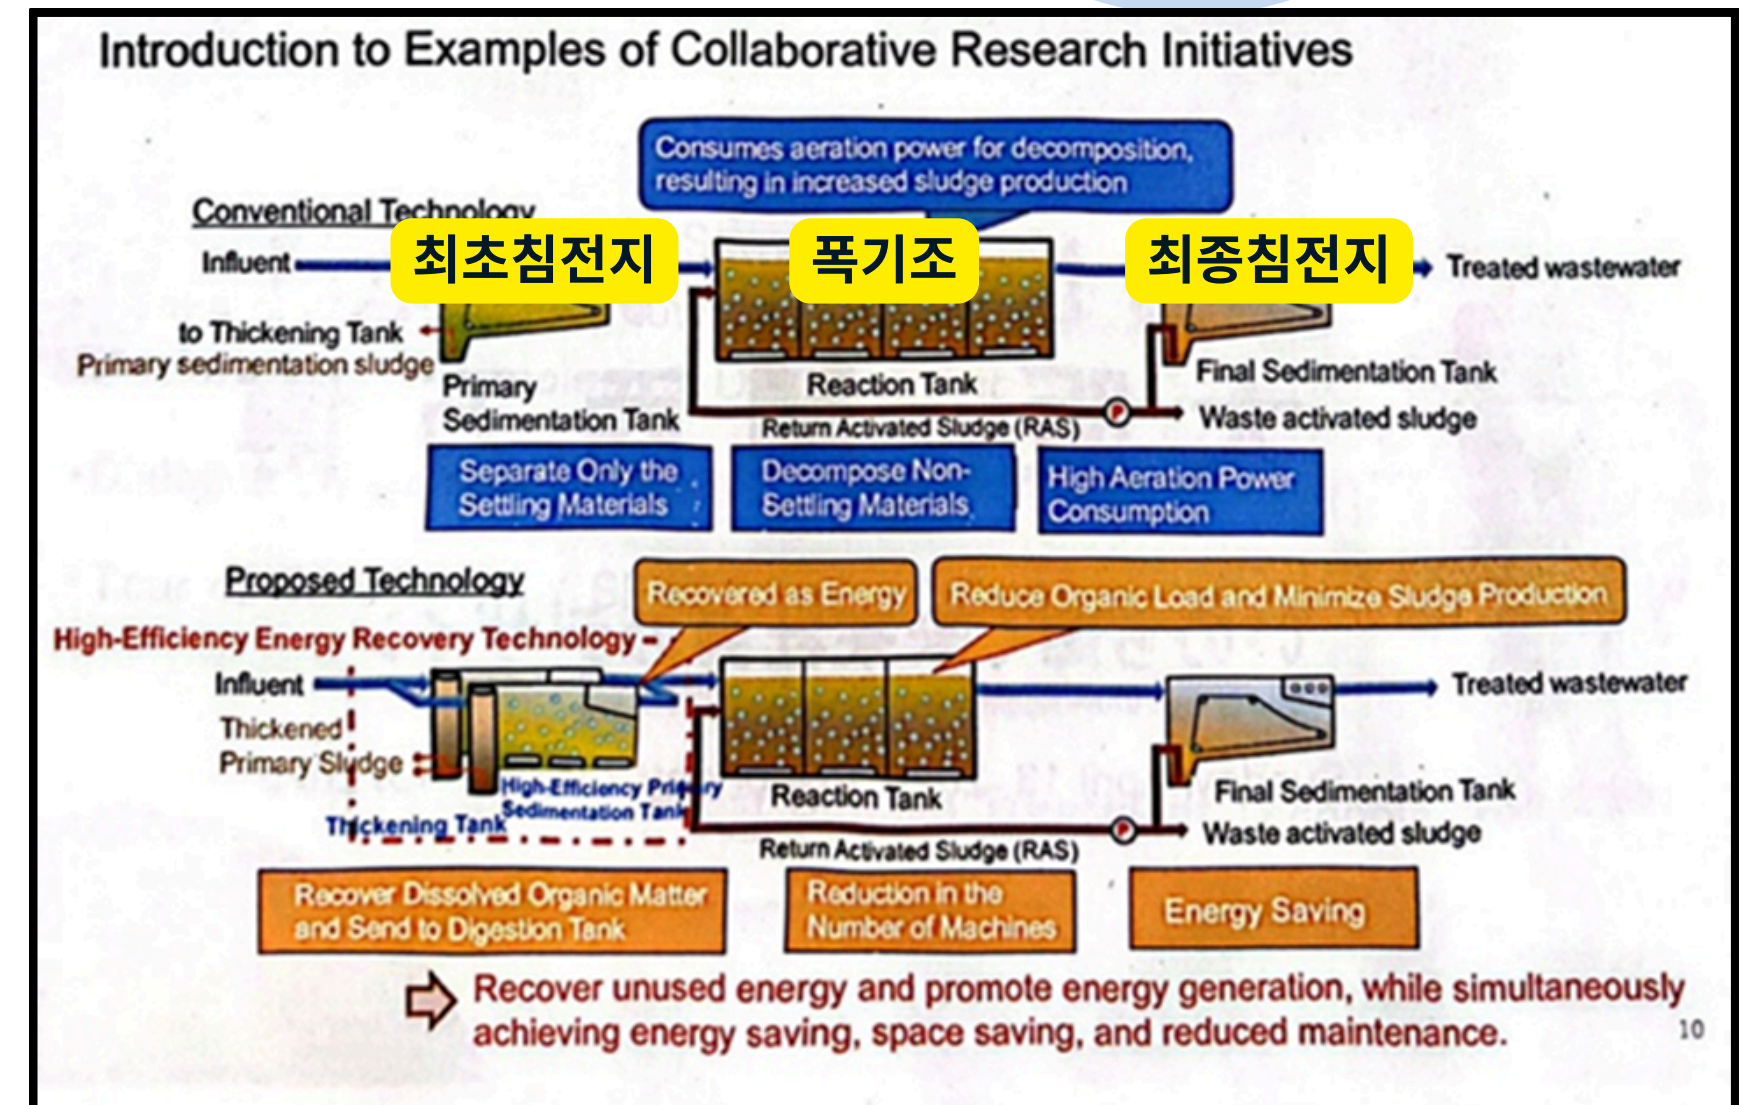 Introduction to Examples of Collaborative Research Initiatives
Consumes aeration power for decomposition,
resulting in increased sludge production
Conventional Technology
Influent
최초침전지
폭기조
최종침전지
Treated wastewater
to Thickening Tank
Primary sedimentation sludge
Primary
Sedimentation Tank
Reaction Tank
Final Sedimentation Tank
Return Activated Sludge (RAS)
P
Waste activated sludge
Separate Only the
Settling Materials
Decompose Non-
Settling Materials
High Aeration Power
Consumption
Proposed Technology
Recovered as Energy
Reduce Organic Load and Minimize Sludge Production
High-Efficiency Energy Recovery Technology
Influent
Treated wastewater
Thickened
Primary Sludge
High-Efficiency Primary
Sedimentation Tank
Thickening Tank
Reaction Tank
Final Sedimentation Tank
Return Activated Sludge (RAS)
P
Waste activated sludge
Recover Dissolved Organic Matter
and Send to Digestion Tank
Reduction in the
Number of Machines
Energy Saving
Recover unused energy and promote energy generation, while simultaneously
achieving energy saving, space saving, and reduced maintenance.
10